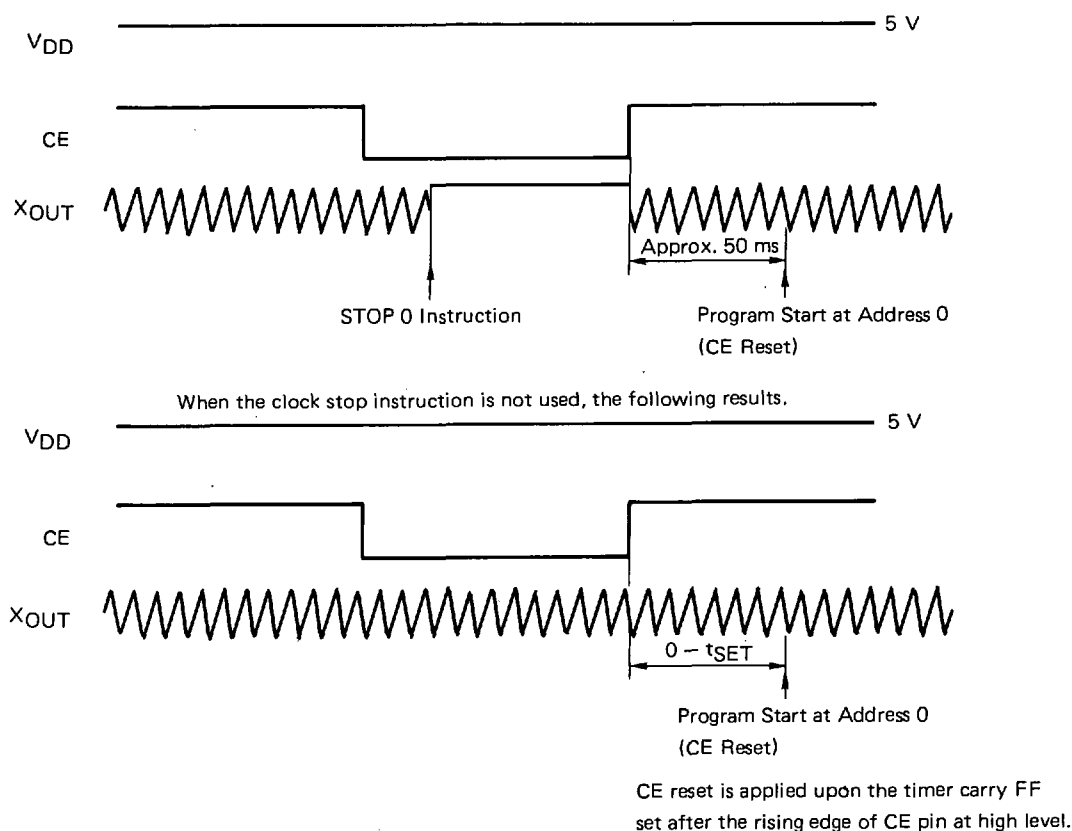 VDD
5 V
CE
XOUT
Approx. 50 ms
STOP 0 Instruction
Program Start at Address 0
(CE Reset)
When the clock stop instruction is not used, the following results.
VDD
5 V
CE
XOUT
0 – tSET
Program Start at Address 0
(CE Reset)
CE reset is applied upon the timer carry FF
set after the rising edge of CE pin at high level.